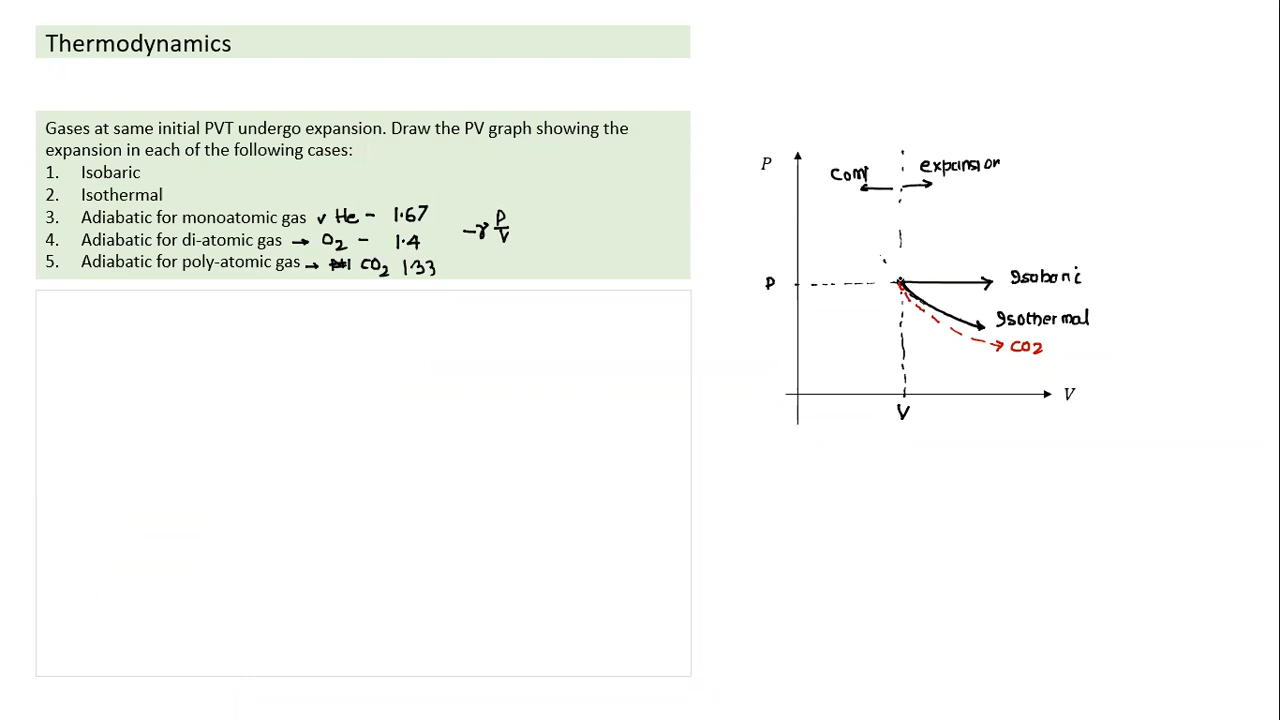 Thermodynamics
Gases at same initial PVT undergo expansion. Draw the PV graph showing the
expansion in each of the following cases:
1. Isobaric
2. Isothermal
3. Adiabatic for monoatomic gas He - 1.67
4. Adiabatic for di-atomic gas → O2 - 1.4
5. Adiabatic for poly-atomic gas → CO2 1.33
-γ P/V
P
com
expansion
P
Isobaric
Isothermal
CO2
V
V